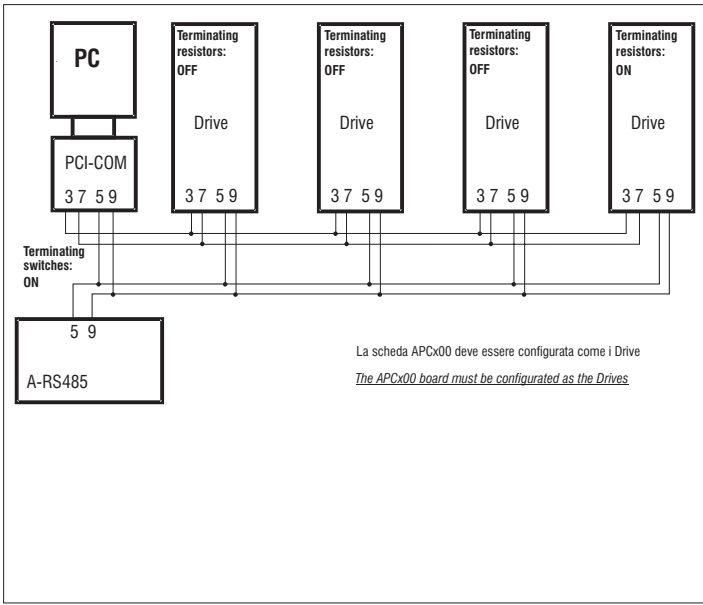 PC
PCI-COM
3 7 5 9
Terminating
switches:
ON
Terminating
resistors:
OFF
Drive
3 7 5 9
Terminating
resistors:
OFF
Drive
3 7 5 9
Terminating
resistors:
OFF
Drive
3 7 5 9
Terminating
resistors:
ON
Drive
3 7 5 9
5 9
A-RS485
La scheda APCx00 deve essere configurata come i Drive
The APCx00 board must be configurated as the Drives